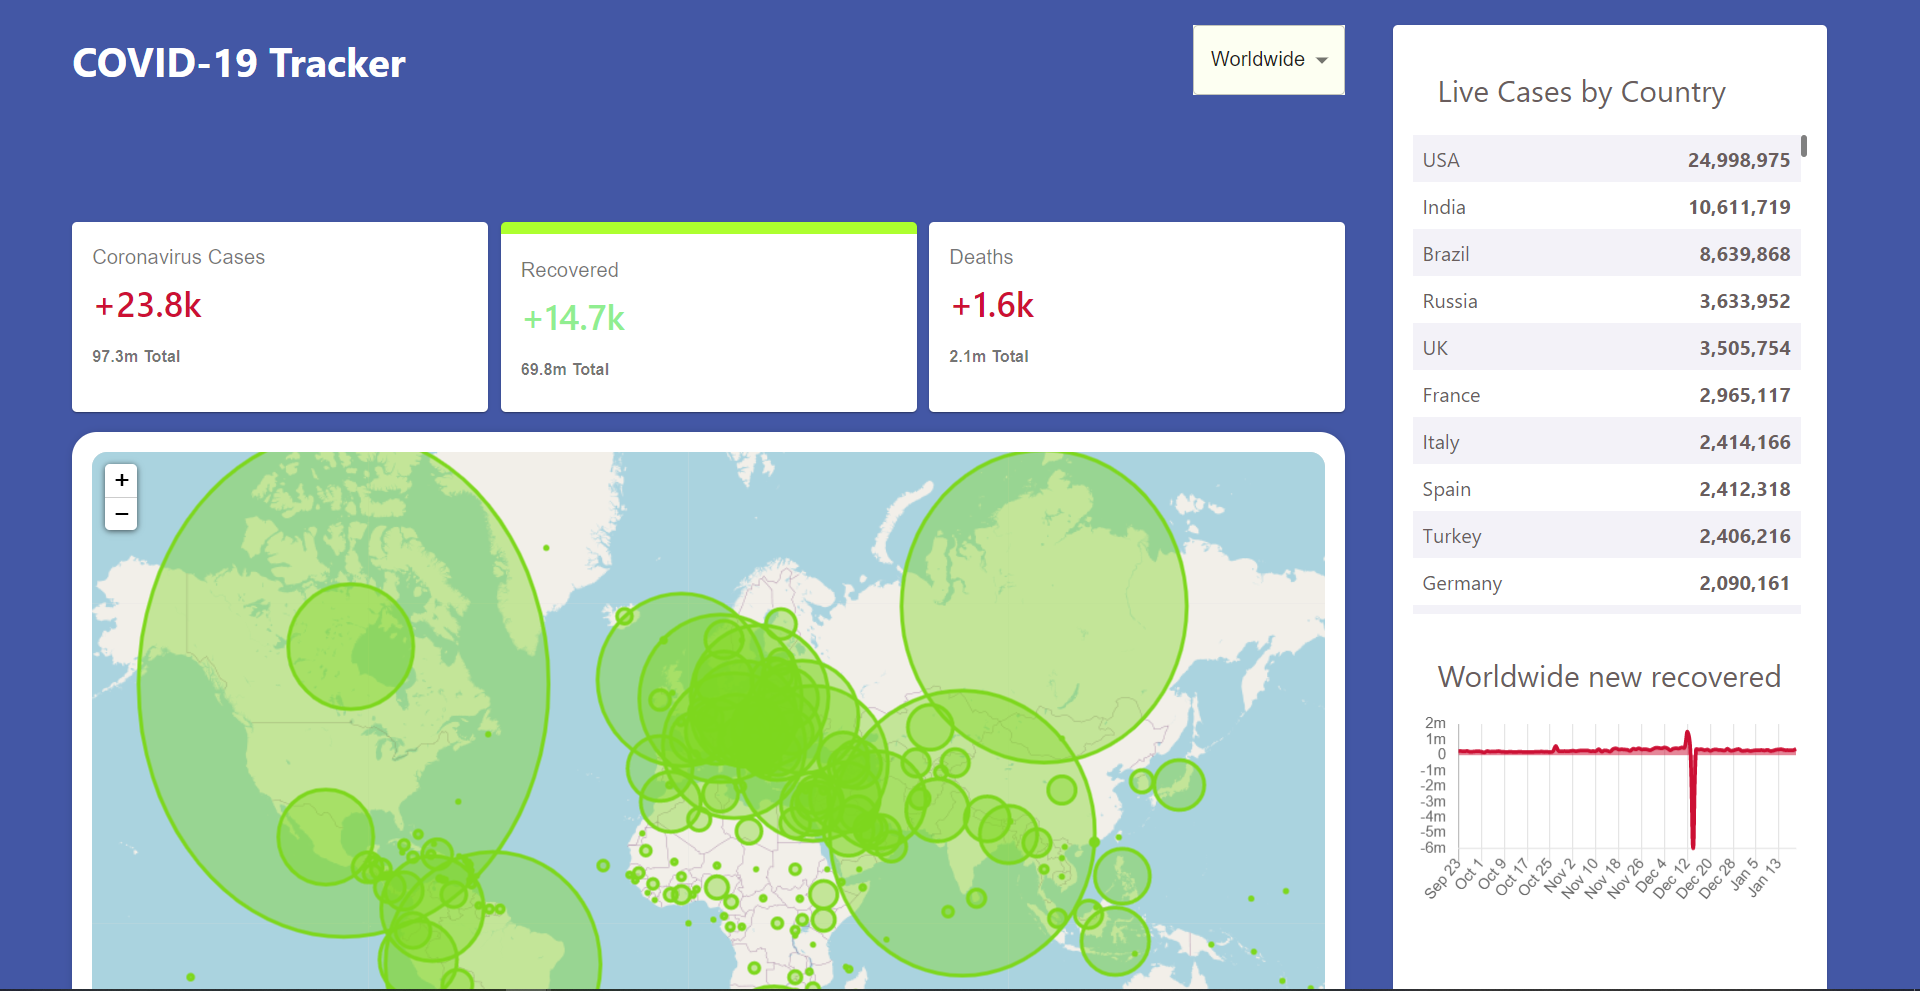 COVID-19 Tracker
Worldwide
Coronavirus Cases
+23.8k
97.3m Total
Recovered
+14.7k
69.8m Total
Deaths
+1.6k
2.1m Total
+
−
Live Cases by Country
USA 24,998,975
India 10,611,719
Brazil 8,639,868
Russia 3,633,952
UK 3,505,754
France 2,965,117
Italy 2,414,166
Spain 2,412,318
Turkey 2,406,216
Germany 2,090,161
Worldwide new recovered
2m
1m
0
-1m
-2m
-3m
-4m
-5m
-6m
Sep 23
Oct 1
Oct 9
Oct 17
Oct 25
Nov 2
Nov 10
Nov 18
Nov 26
Dec 4
Dec 12
Dec 20
Dec 28
Jan 5
Jan 13